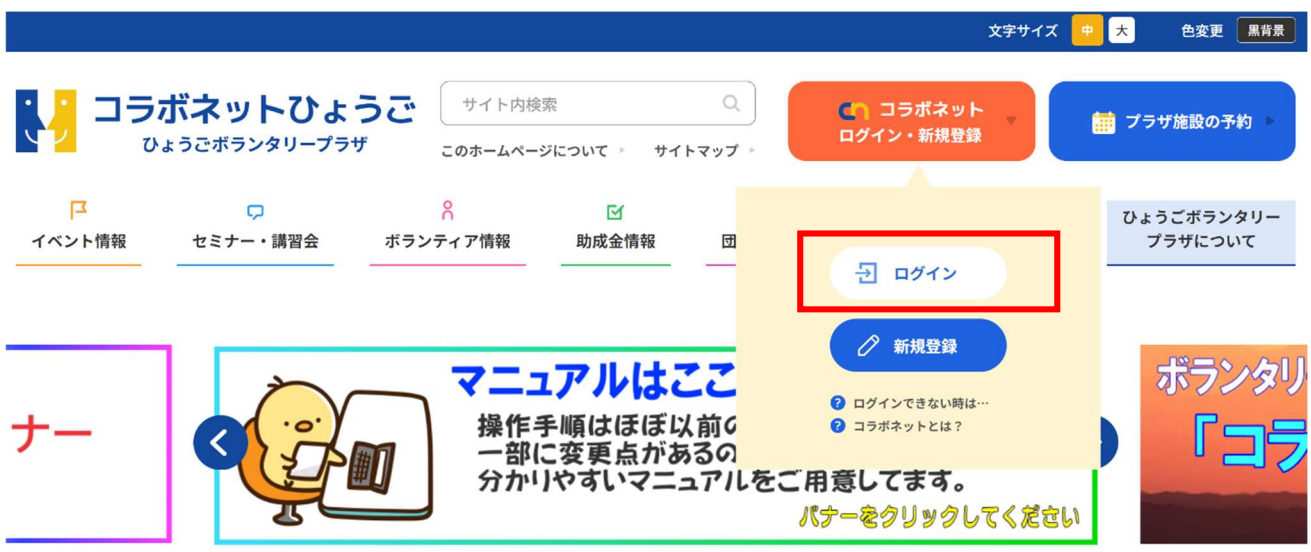 文字サイズ 中 大 色変更 黒背景
コラボネットひょうご
ひょうごボランタリープラザ
サイト内検索
このホームページについて サイトマップ
cn コラボネット
ログイン・新規登録
プラザ施設の予約
イベント情報
セミナー・講習会
ボランティア情報
助成金情報
団
ひょうごボランタリー
プラザについて
ログイン
新規登録
? ログインできない時は…
? コラボネットとは？
ナー
マニュアルはここ
操作手順はほぼ以前の
一部に変更点があるの
分かりやすいマニュアルをご用意してます。
バナーをクリックしてください
ボランタリ
「コラ